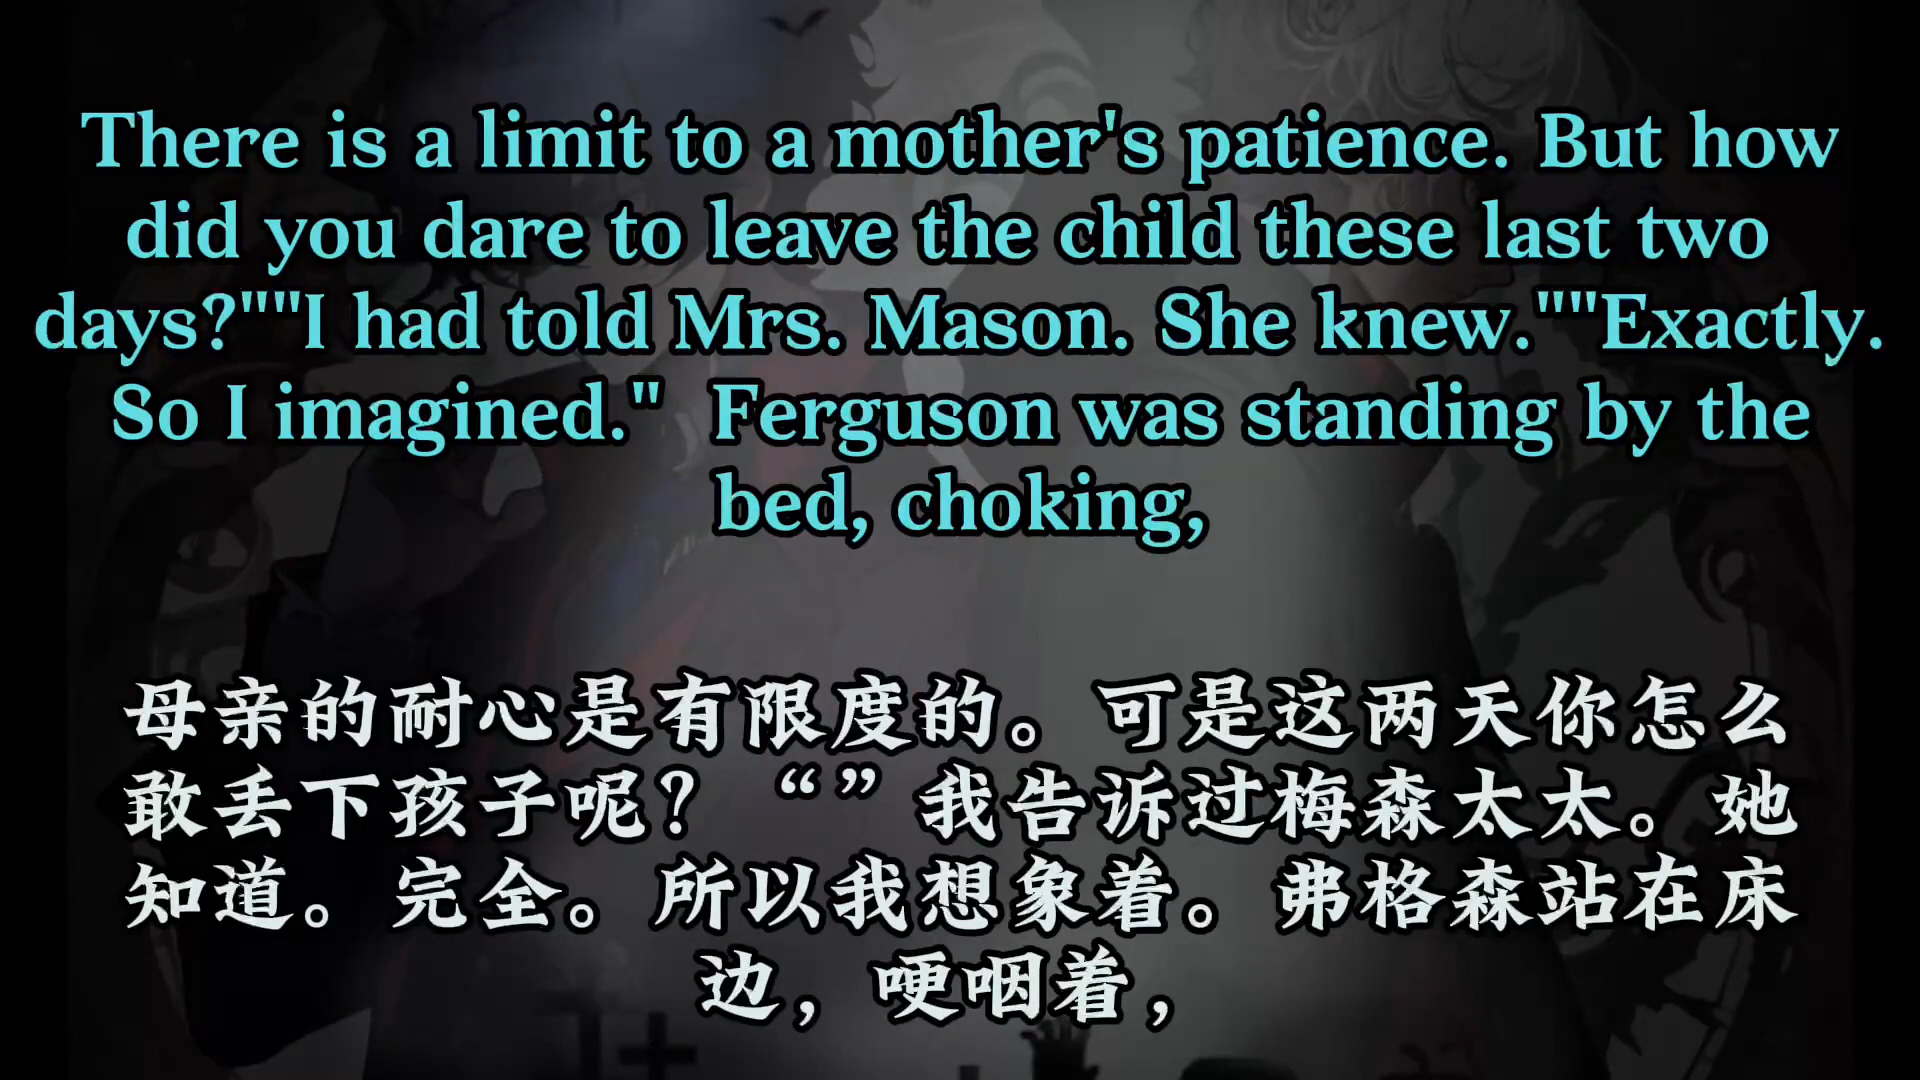 There is a limit to a mother's patience. But how
did you dare to leave the child these last two
days?""I had told Mrs. Mason. She knew.""Exactly.
So I imagined."  Ferguson was standing by the
bed, choking,
母亲的耐心是有限度的。可是这两天你怎么
敢丢下孩子呢？“”我告诉过梅森太太。她
知道。完全。所以我想象着。弗格森站在床
边，哽咽着，